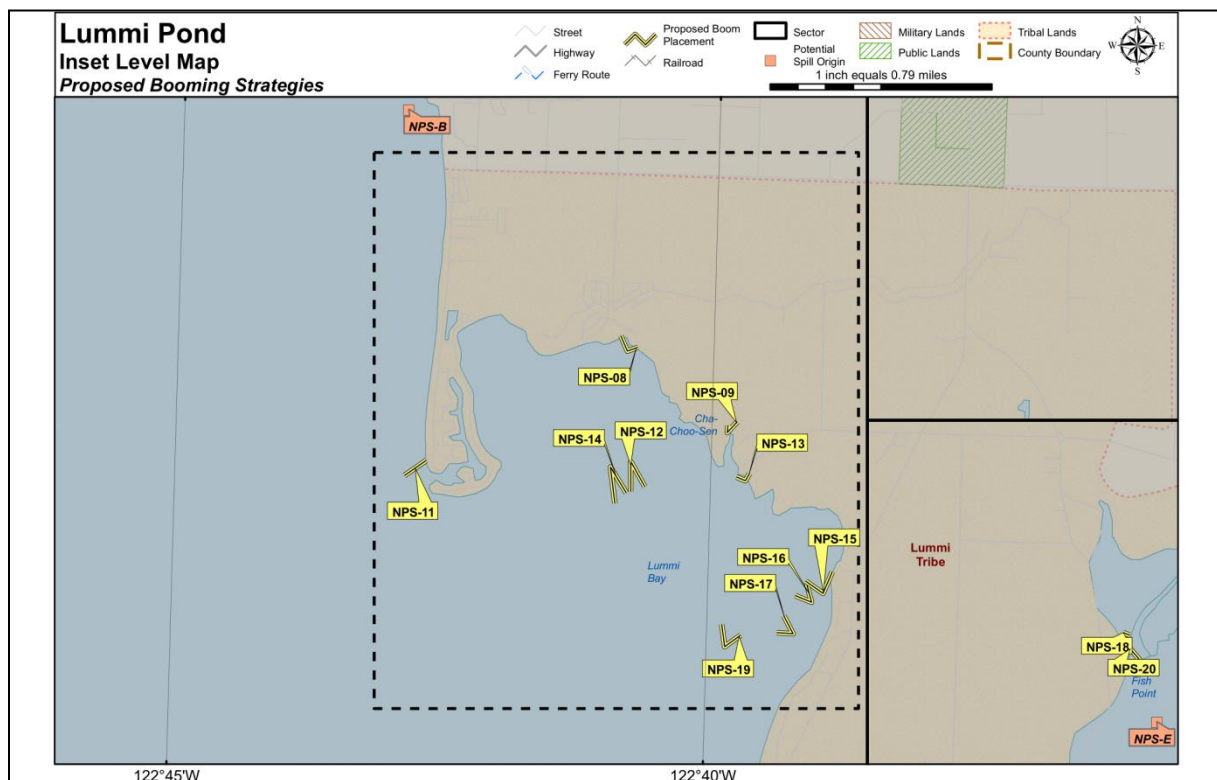 Lummi Pond
Inset Level Map
Proposed Booming Strategies
Street
Highway
Ferry Route
Proposed Boom
Placement
Railroad
Sector
Potential
Spill Origin
Military Lands
Public Lands
Tribal Lands
County Boundary
1 inch equals 0.79 miles
N
W
E
S
NPS-B
NPS-08
NPS-09
Cha-
Choo-Sen
NPS-14
NPS-12
NPS-13
NPS-11
NPS-15
NPS-16
Lummi
Bay
NPS-17
Lummi
Tribe
NPS-19
NPS-18
NPS-20
Fish
Point
NPS-E
122°45'W
122°40'W